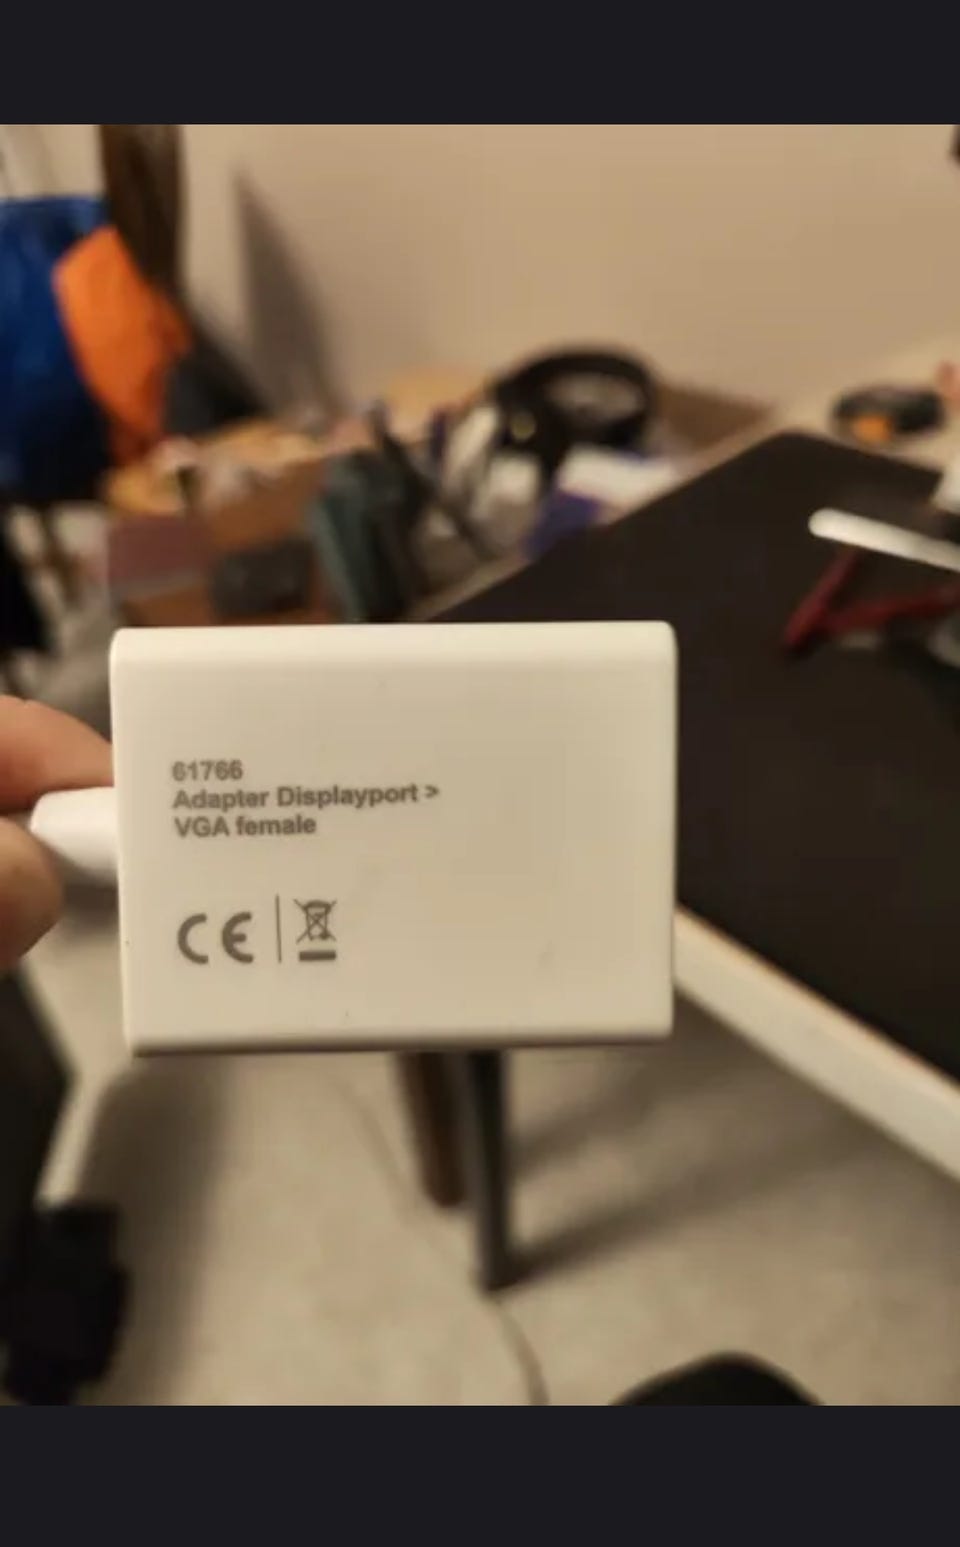 61766
Adapter Displayport >
VGA female
CE